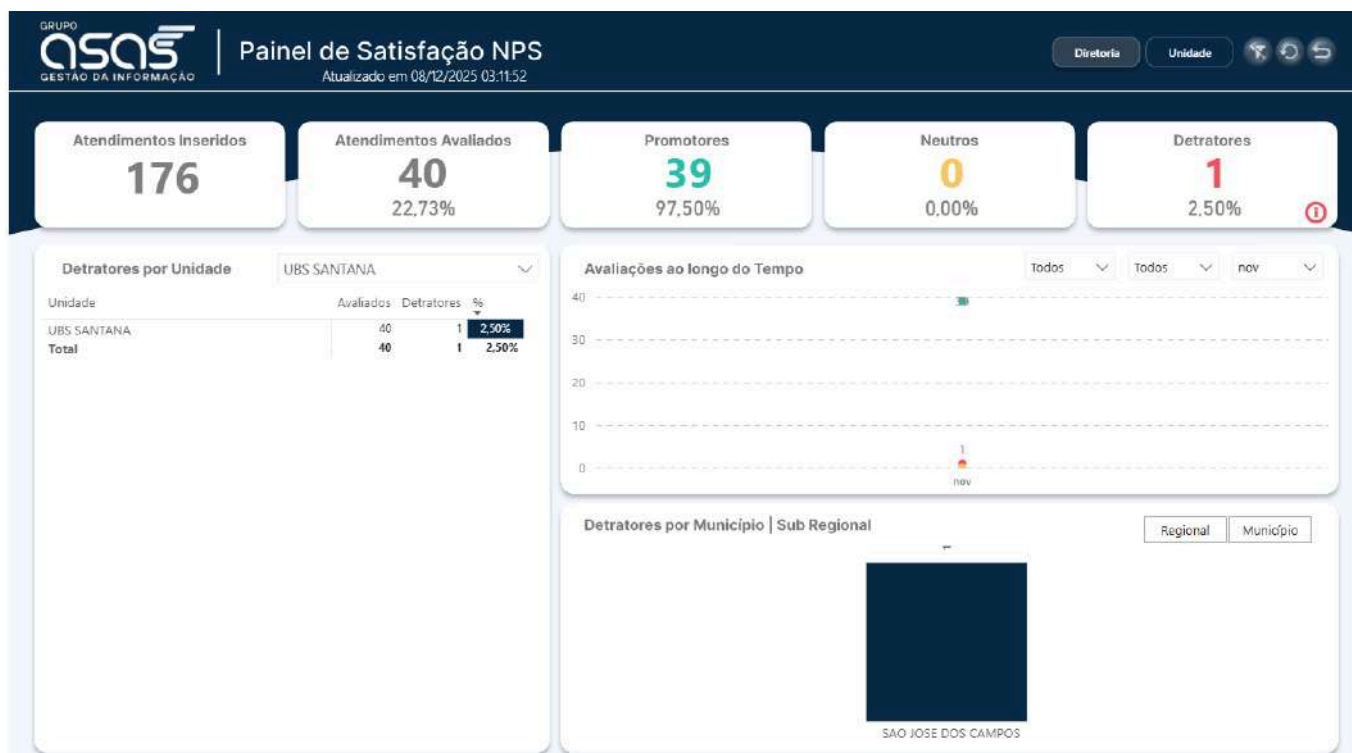 GRUPO
asas
GESTÃO DA INFORMAÇÃO
Painel de Satisfação NPS
Atualizado em 08/12/2025 03:11:52
Diretoria
Unidade
Atendimentos Inseridos
176
Atendimentos Avaliados
40
22,73%
Promotores
39
97,50%
Neutros
0
0,00%
Detratores
1
2,50%
Detratores por Unidade
UBS SANTANA
Unidade Avaliados Detratores %
UBS SANTANA 40 1 2,50%
Total 40 1 2,50%
Avaliações ao longo do Tempo
Todos
Todos
nov
40
30
20
10
0
1
nov
Detratores por Município | Sub Regional
Regional
Município
1
SAO JOSE DOS CAMPOS